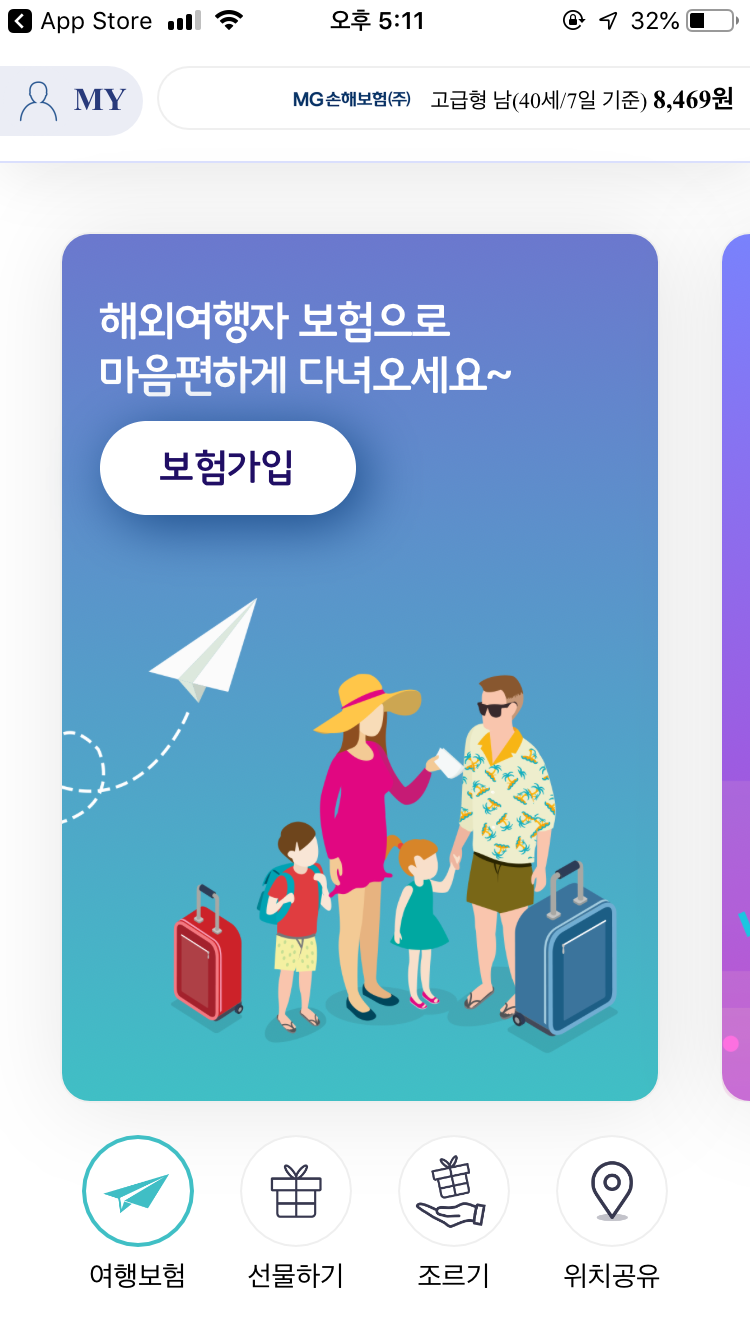 App Store 오후 5:11 32%
MY MG손해보험(주) 고급형 남(40세/7일 기준) 8,469원
해외여행자 보험으로
마음편하게 다녀오세요~
보험가입
여행보험 선물하기 조르기 위치공유